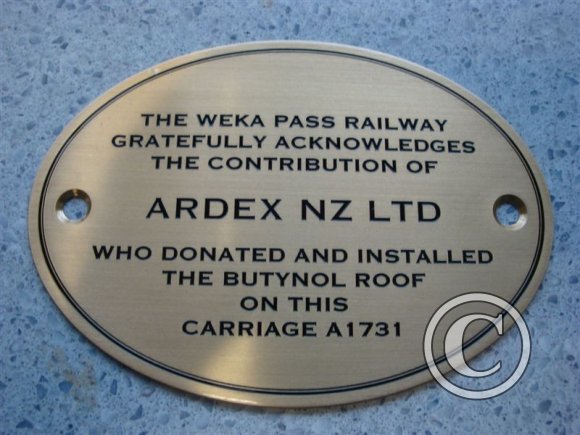 THE WEKA PASS RAILWAY
GRATEFULLY ACKNOWLEDGES
THE CONTRIBUTION OF
ARDEX NZ LTD
WHO DONATED AND INSTALLED
THE BUTYNOL ROOF
ON THIS
CARRIAGE A1731
©